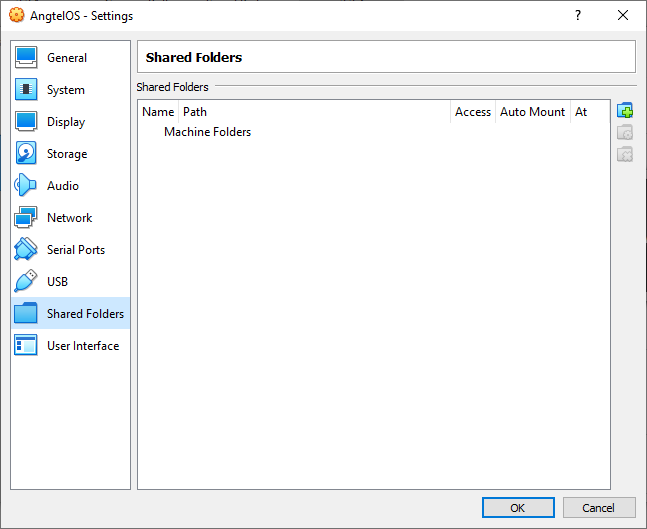 AngtelOS - Settings
?
General
System
Display
Storage
Audio
Network
Serial Ports
USB
Shared Folders
User Interface
Shared Folders
Shared Folders
Name Path Access Auto Mount At
Machine Folders
OK Cancel